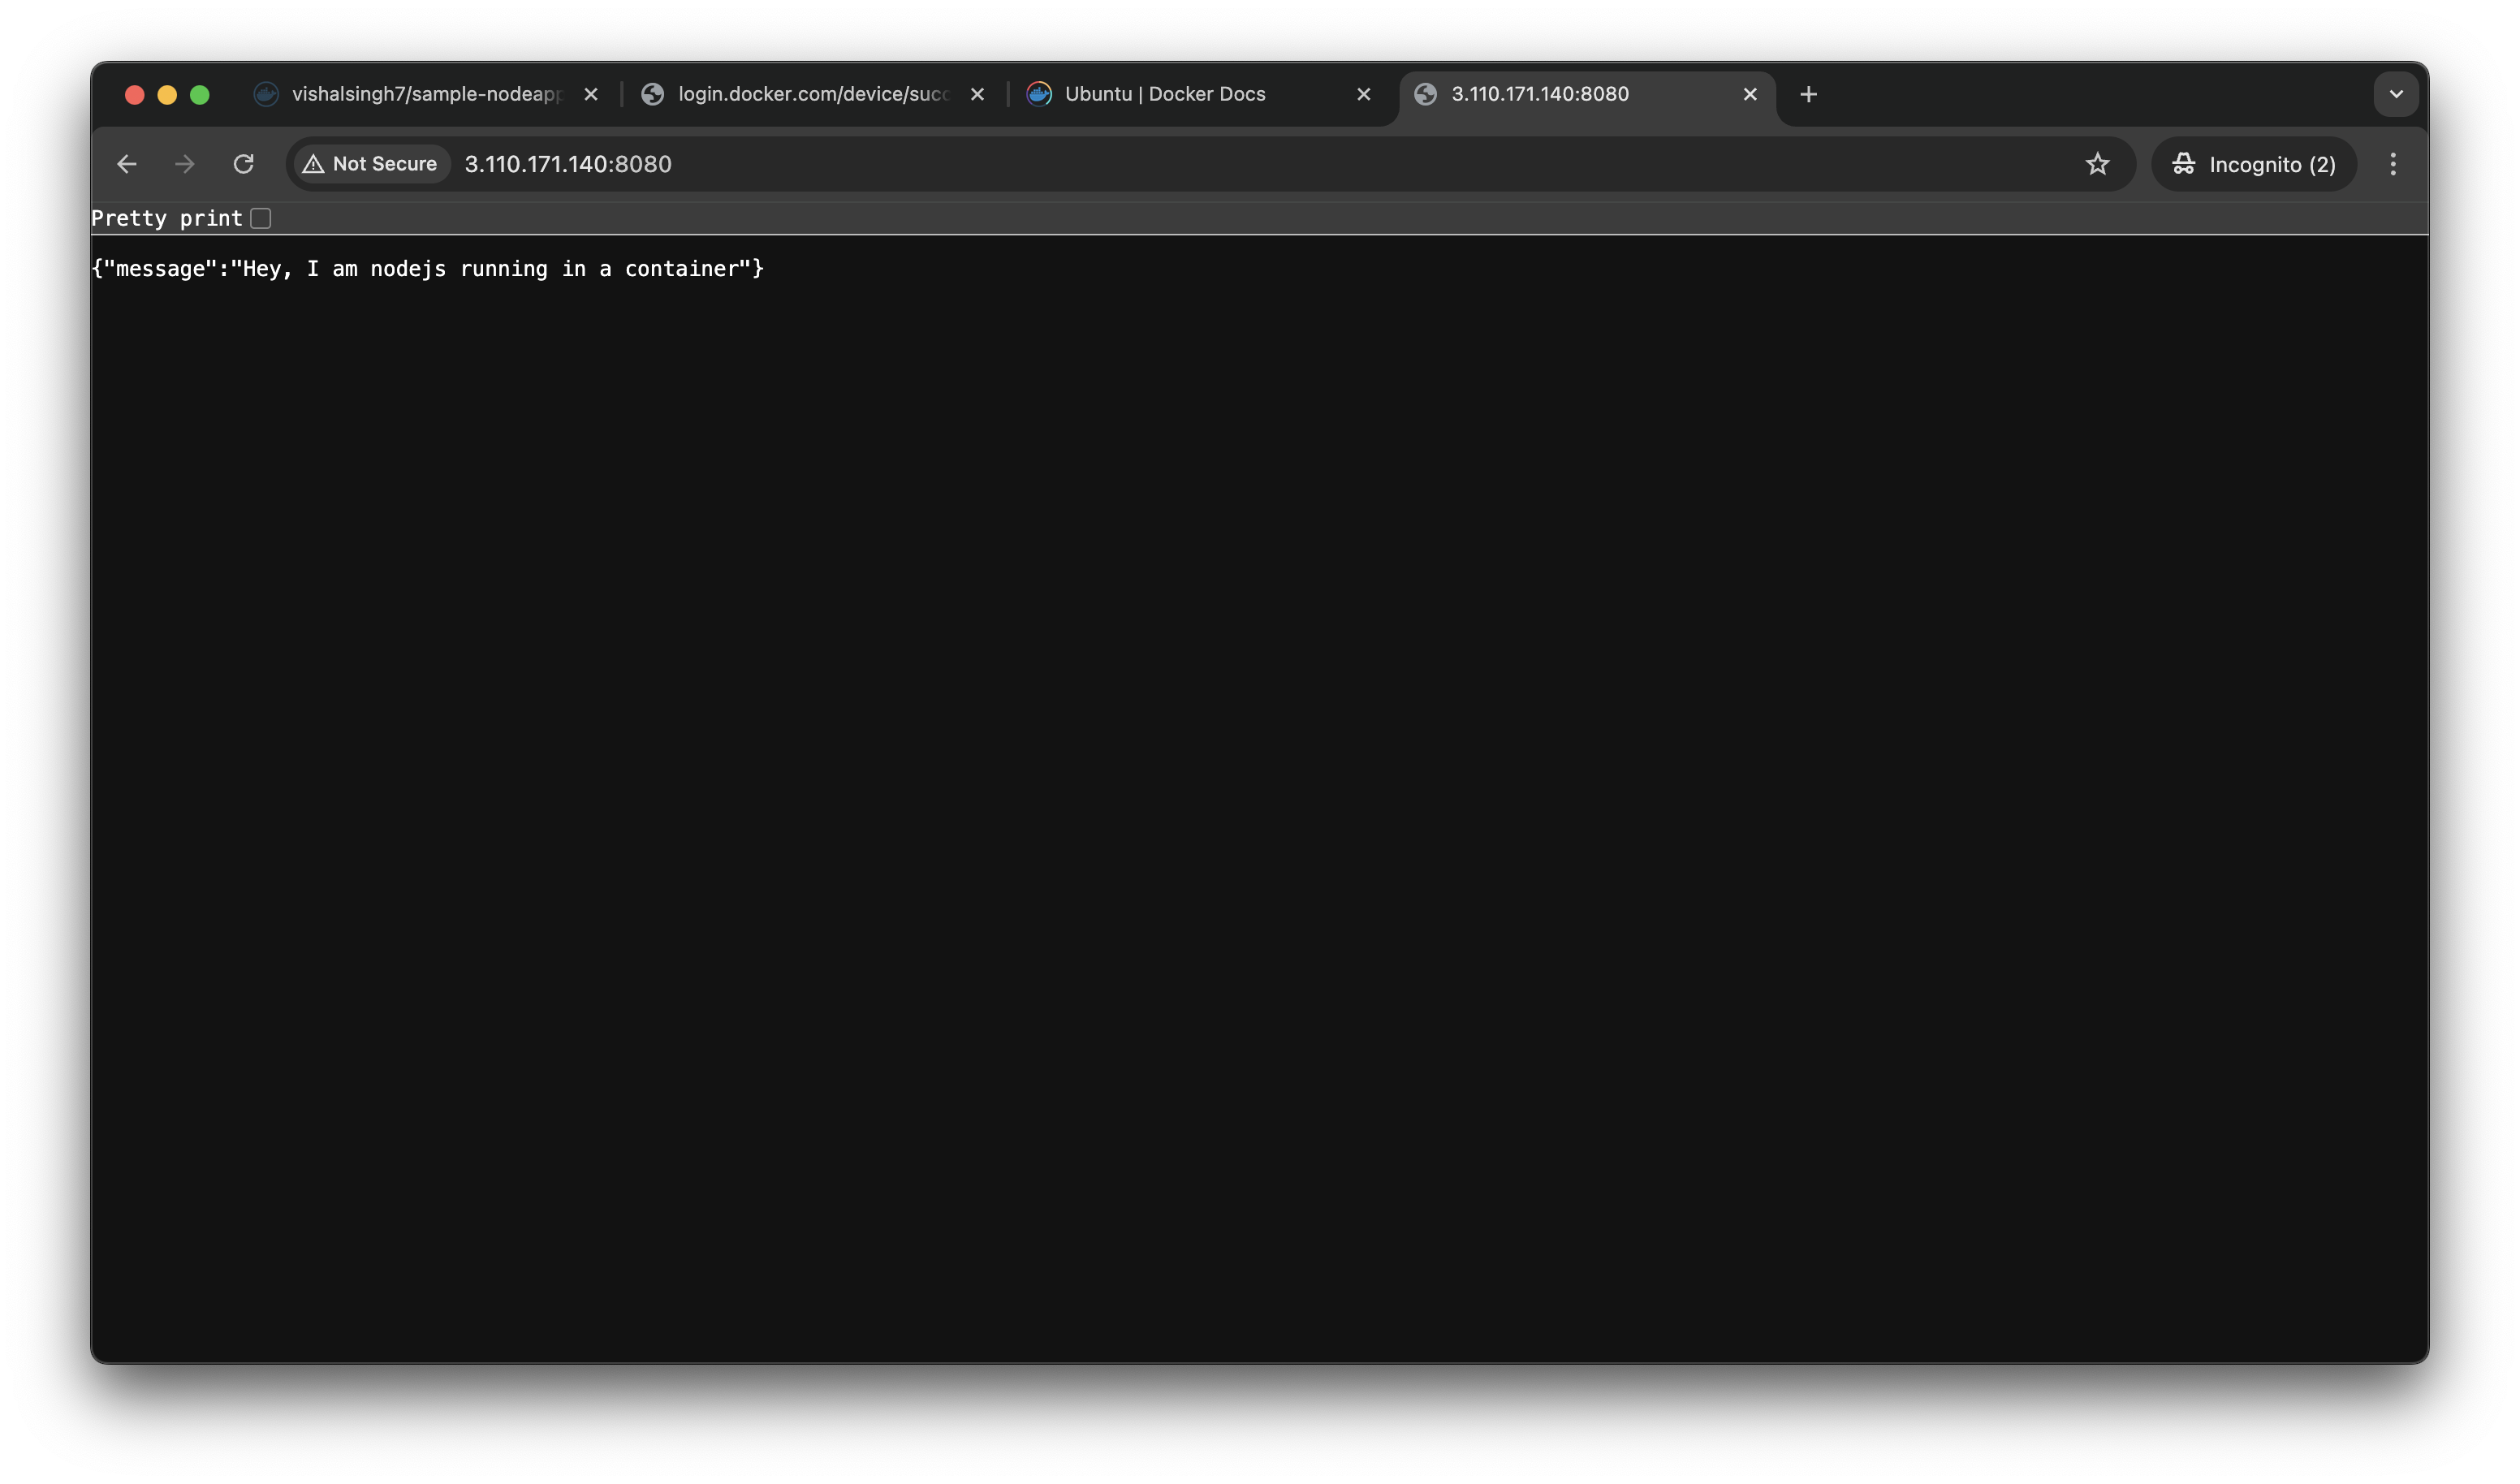 vishalsingh7/sample-nodeapp
login.docker.com/device/succ
Ubuntu | Docker Docs
3.110.171.140:8080
Not Secure
3.110.171.140:8080
Incognito (2)
Pretty print
{"message":"Hey, I am nodejs running in a container"}